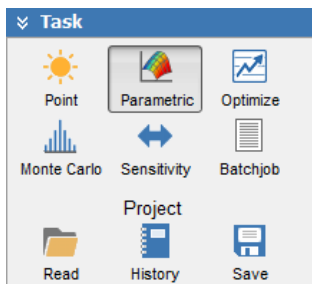 Task
Point Parametric Optimize
Monte Carlo Sensitivity Batchjob
Project
Read History Save